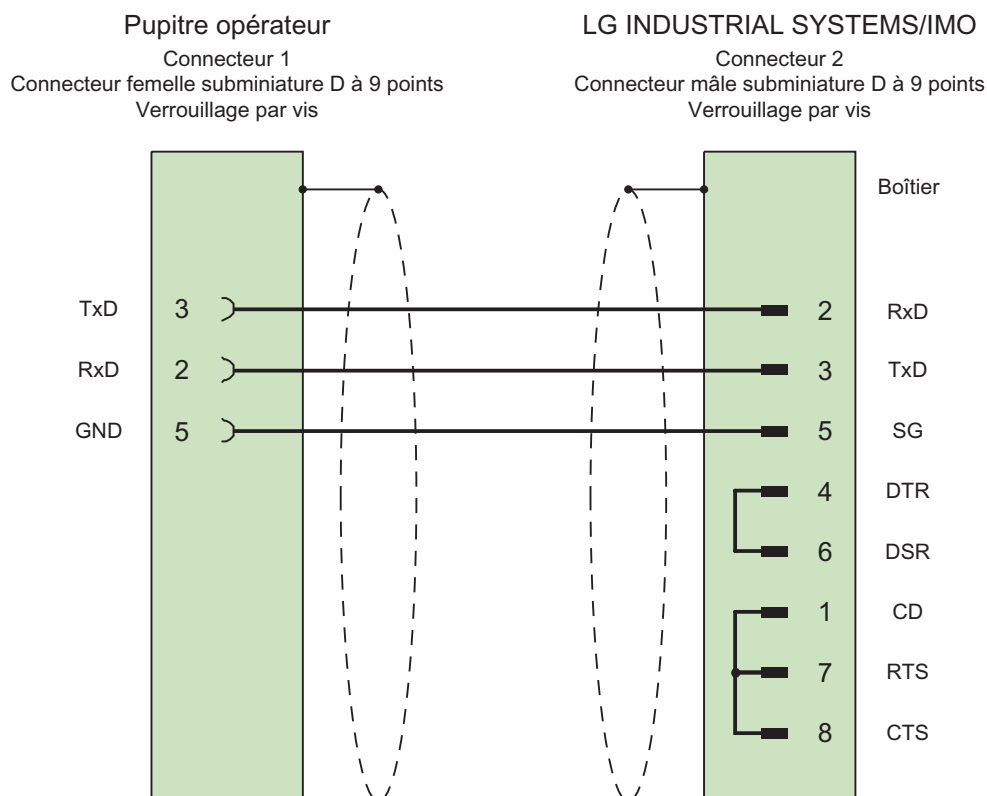 Pupitre opérateur
Connecteur 1
Connecteur femelle subminiature D à 9 points
Verrouillage par vis
LG INDUSTRIAL SYSTEMS/IMO
Connecteur 2
Connecteur mâle subminiature D à 9 points
Verrouillage par vis
Boîtier
TxD 3 2 RxD
RxD 2 3 TxD
GND 5 5 SG
4 DTR
6 DSR
1 CD
7 RTS
8 CTS